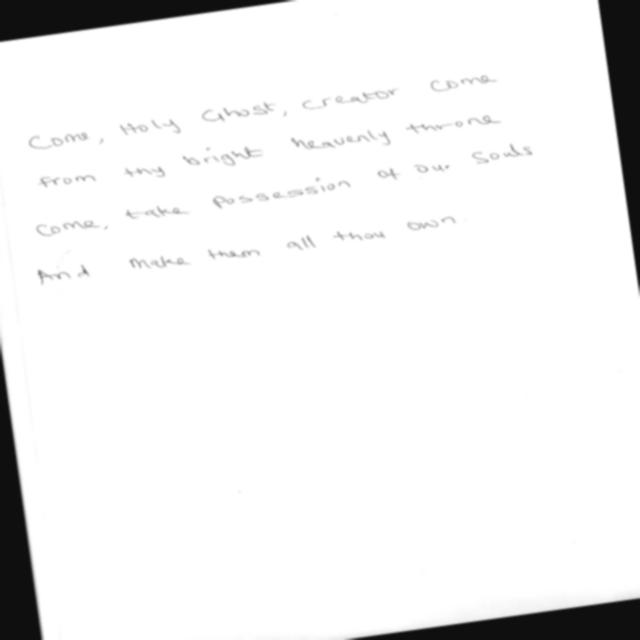 Come, Holy Ghost, Creator Come
From thy bright heavenly throne
Come, take possession of our Souls
And make them all thou own.